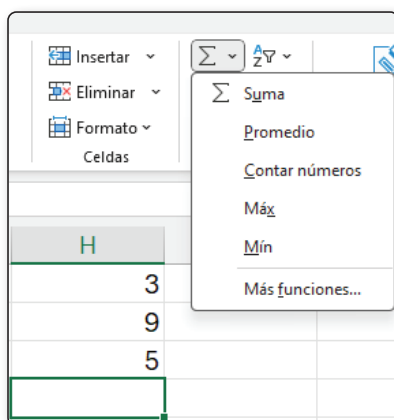 Insertar
Eliminar
Formato
Celdas
Σ
A
Z
Σ Suma
Promedio
Contar números
Máx
Mín
Más funciones...
H
3
9
5